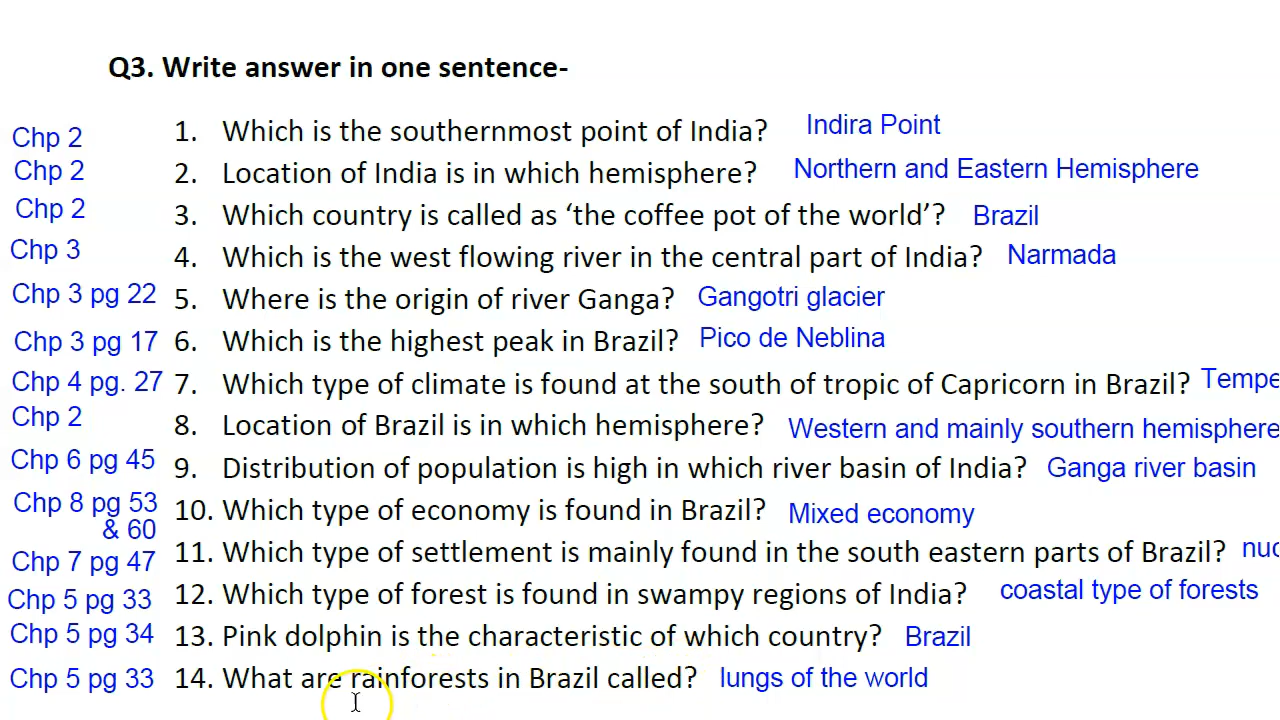 Q3. Write answer in one sentence-
Chp 2 1. Which is the southernmost point of India? Indira Point
Chp 2 2. Location of India is in which hemisphere? Northern and Eastern Hemisphere
Chp 2 3. Which country is called as ‘the coffee pot of the world’? Brazil
Chp 3 4. Which is the west flowing river in the central part of India? Narmada
Chp 3 pg 22 5. Where is the origin of river Ganga? Gangotri glacier
Chp 3 pg 17 6. Which is the highest peak in Brazil? Pico de Neblina
Chp 4 pg. 27 7. Which type of climate is found at the south of tropic of Capricorn in Brazil? Tempe
Chp 2 8. Location of Brazil is in which hemisphere? Western and mainly southern hemisphere
Chp 6 pg 45 9. Distribution of population is high in which river basin of India? Ganga river basin
Chp 8 pg 53 10. Which type of economy is found in Brazil? Mixed economy
& 60
Chp 7 pg 47 11. Which type of settlement is mainly found in the south eastern parts of Brazil? nuc
Chp 5 pg 33 12. Which type of forest is found in swampy regions of India? coastal type of forests
Chp 5 pg 34 13. Pink dolphin is the characteristic of which country? Brazil
Chp 5 pg 33 14. What are rainforests in Brazil called? lungs of the world